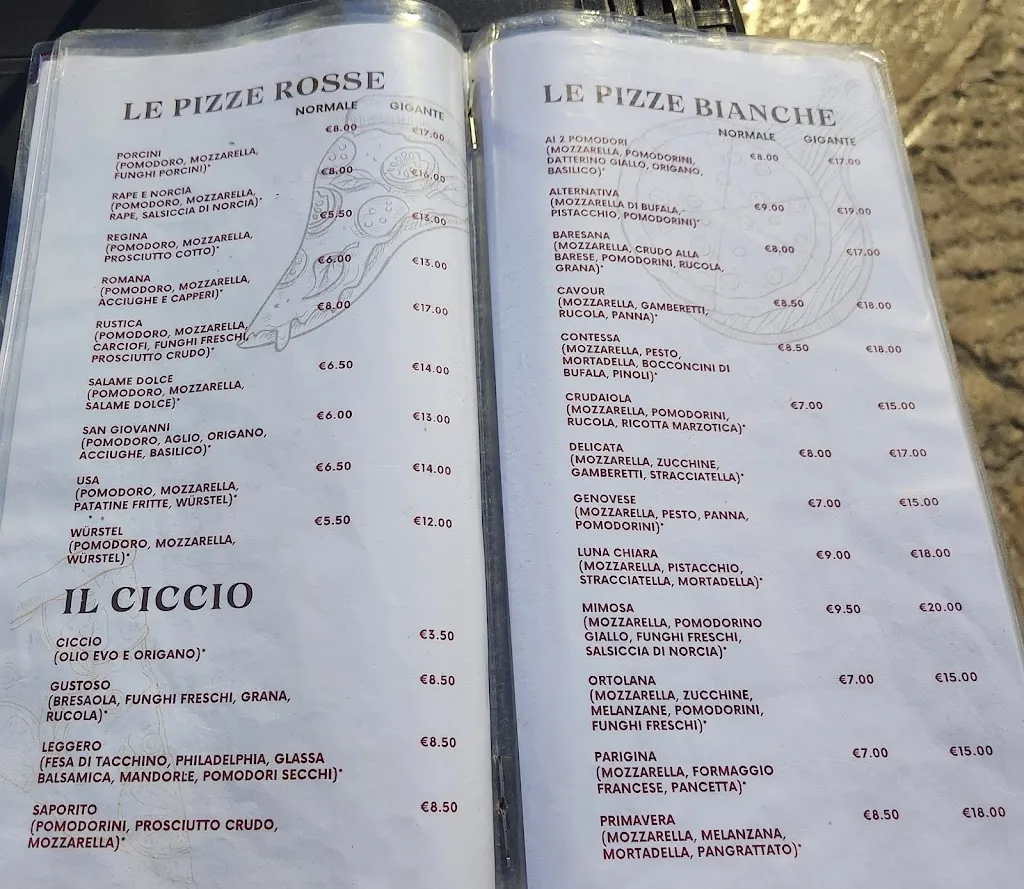 LE PIZZE ROSSE
NORMALE GIGANTE
PORCINI €8.00 €17.00
(POMODORO, MOZZARELLA,
FUNGHI PORCINI)*
RAPE E NORCIA €8.00 €16.00
(POMODORO, MOZZARELLA,
RAPE, SALSICCIA DI NORCIA)*
REGINA €5.50 €13.00
(POMODORO, MOZZARELLA,
PROSCIUTTO COTTO)*
ROMANA €6.00 €13.00
(POMODORO, MOZZARELLA,
ACCIUGHE E CAPPERI)*
RUSTICA €8.00 €17.00
(POMODORO, MOZZARELLA,
CARCIOFI, FUNGHI FRESCHI,
PROSCIUTTO CRUDO)*
SALAME DOLCE €6.50 €14.00
(POMODORO, MOZZARELLA,
SALAME DOLCE)*
SAN GIOVANNI €6.00 €13.00
(POMODORO, AGLIO, ORIGANO,
ACCIUGHE, BASILICO)*
USA €6.50 €14.00
(POMODORO, MOZZARELLA,
PATATINE FRITTE, WÜRSTEL)*
WÜRSTEL €5.50 €12.00
(POMODORO, MOZZARELLA,
WÜRSTEL)*
IL CICCIO
CICCIO €3.50
(OLIO EVO E ORIGANO)*
GUSTOSO €8.50
(BRESAOLA, FUNGHI FRESCHI, GRANA,
RUCOLA)*
LEGGERO €8.50
(FESA DI TACCHINO, PHILADELPHIA, GLASSA
BALSAMICA, MANDORLE, POMODORI SECCHI)*
SAPORITO €8.50
(POMODORINI, PROSCIUTTO CRUDO,
MOZZARELLA)*
LE PIZZE BIANCHE
NORMALE GIGANTE
AI 2 POMODORI €8.00 €17.00
(MOZZARELLA, POMODORINI,
DATTERINO GIALLO, ORIGANO,
BASILICO)*
ALTERNATIVA €9.00 €19.00
(MOZZARELLA DI BUFALA,
PISTACCHIO, POMODORINI)*
BARESANA €8.00 €17.00
(MOZZARELLA, CRUDO ALLA
BARESE, POMODORINI, RUCOLA,
GRANA)*
CAVOUR €8.50 €18.00
(MOZZARELLA, GAMBERETTI,
RUCOLA, PANNA)*
CONTESSA €8.50 €18.00
(MOZZARELLA, PESTO,
MORTADELLA, BOCCONCINI DI
BUFALA, PINOLI)*
CRUDAIOLA €7.00 €15.00
(MOZZARELLA, POMODORINI,
RUCOLA, RICOTTA MARZOTICA)*
DELICATA €8.00 €17.00
(MOZZARELLA, ZUCCHINE,
GAMBERETTI, STRACCIATELLA)*
GENOVESE €7.00 €15.00
(MOZZARELLA, PESTO, PANNA,
POMODORINI)*
LUNA CHIARA €9.00 €18.00
(MOZZARELLA, PISTACCHIO,
STRACCIATELLA, MORTADELLA)*
MIMOSA €9.50 €20.00
(MOZZARELLA, POMODORINO
GIALLO, FUNGHI FRESCHI,
SALSICCIA DI NORCIA)*
ORTOLANA €7.00 €15.00
(MOZZARELLA, ZUCCHINE,
MELANZANE, POMODORINI,
FUNGHI FRESCHI)*
PARIGINA €7.00 €15.00
(MOZZARELLA, FORMAGGIO
FRANCESE, PANCETTA)*
PRIMAVERA €8.50 €18.00
(MOZZARELLA, MELANZANA,
MORTADELLA, PANGRATTATO)*